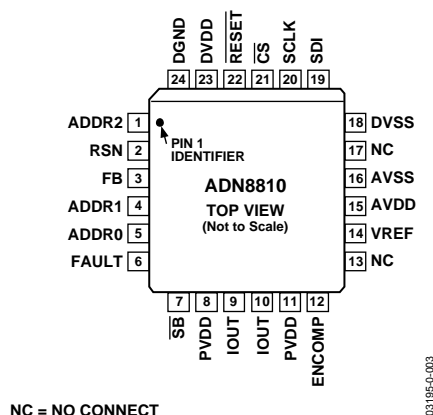 DGND
DVDD
RESET
CS
SCLK
SDI
24 23 22 21 20 19
ADDR2 1
RSN 2
FB 3
ADDR1 4
ADDR0 5
FAULT 6
PIN 1
IDENTIFIER
ADN8810
TOP VIEW
(Not to Scale)
18 DVSS
17 NC
16 AVSS
15 AVDD
14 VREF
13 NC
7 8 9 10 11 12
SB
PVDD
IOUT
IOUT
PVDD
ENCOMP
NC = NO CONNECT
03195-0-003